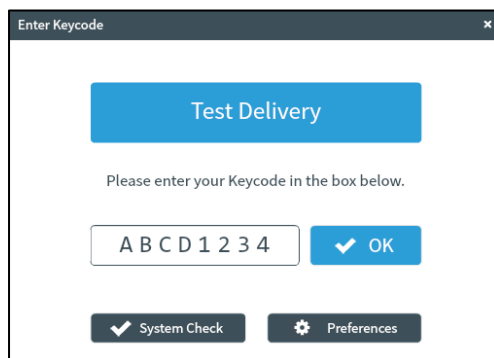 Enter Keycode ×
Test Delivery
Please enter your Keycode in the box below.
ABCD1234 OK
System Check Preferences